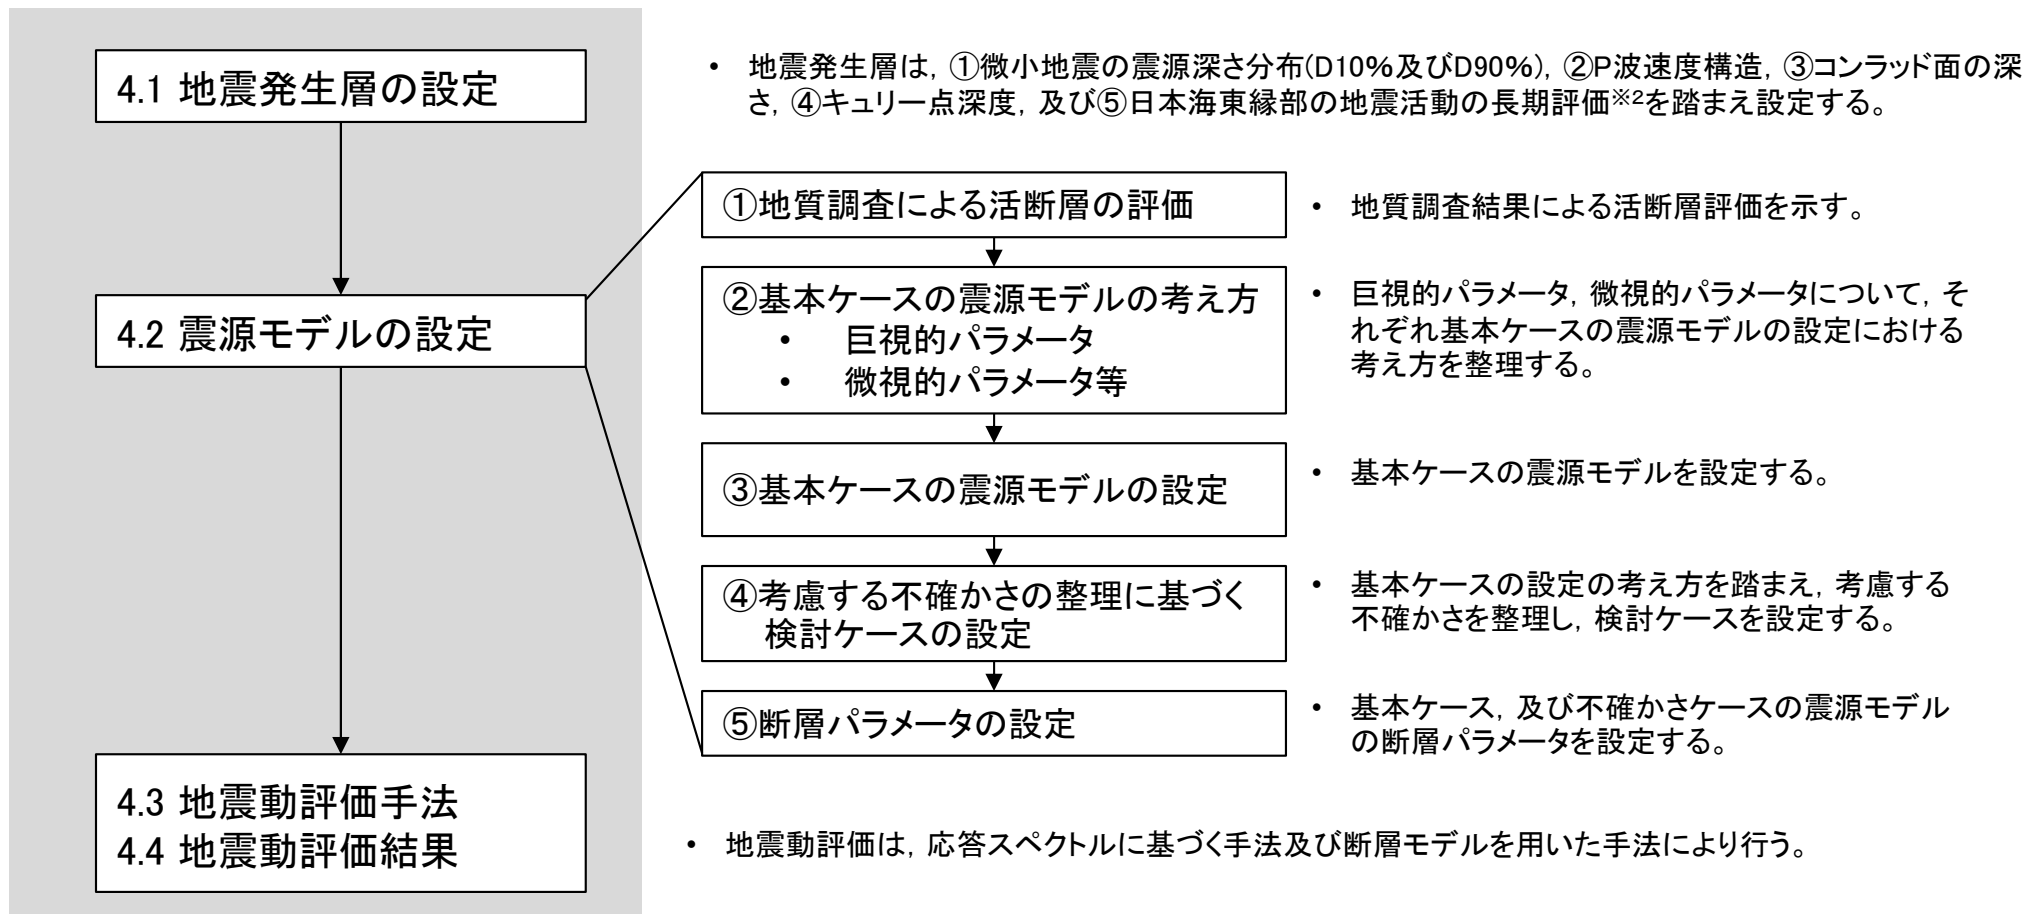 4.1 地震発生層の設定
• 地震発生層は，①微小地震の震源深さ分布(D10%及びD90%)，②P波速度構造，③コンラッド面の深
さ，④キュリー点深度，及び⑤日本海東縁部の地震活動の長期評価※2を踏まえ設定する。
4.2 震源モデルの設定
①地質調査による活断層の評価
• 地質調査結果による活断層評価を示す。
②基本ケースの震源モデルの考え方
• 巨視的パラメータ
• 微視的パラメータ等
• 巨視的パラメータ，微視的パラメータについて，そ
れぞれ基本ケースの震源モデルの設定における
考え方を整理する。
③基本ケースの震源モデルの設定
• 基本ケースの震源モデルを設定する。
④考慮する不確かさの整理に基づく
検討ケースの設定
• 基本ケースの設定の考え方を踏まえ，考慮する
不確かさを整理し，検討ケースを設定する。
⑤断層パラメータの設定
• 基本ケース，及び不確かさケースの震源モデル
の断層パラメータを設定する。
4.3 地震動評価手法
4.4 地震動評価結果
• 地震動評価は，応答スペクトルに基づく手法及び断層モデルを用いた手法により行う。